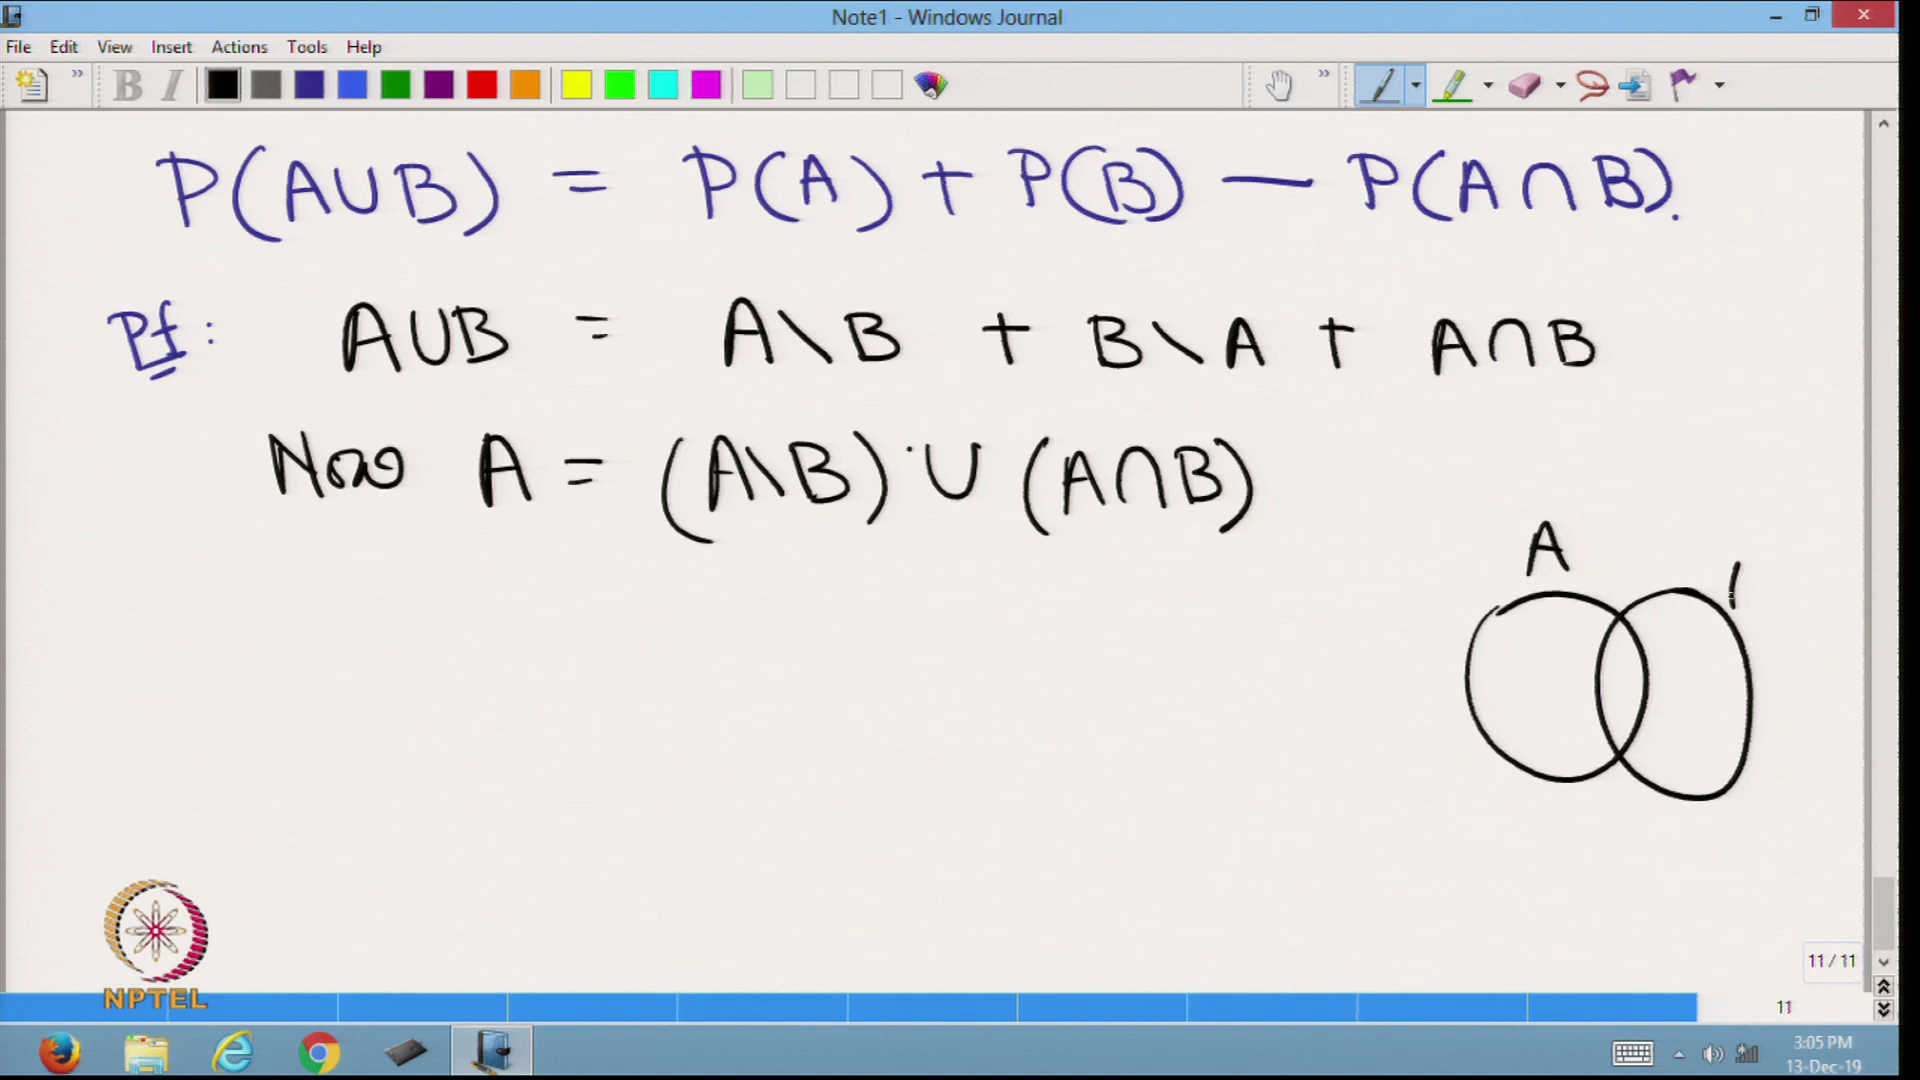 Note1 - Windows Journal
File Edit View Insert Actions Tools Help
B I
P(A∪B) = P(A) + P(B) — P(A∩B).
Pf: A∪B = A\B + B\A + A∩B
Now A = (A\B) ∪ (A∩B)
A
NPTEL
11 / 11
11
3:05 PM
13-Dec-19